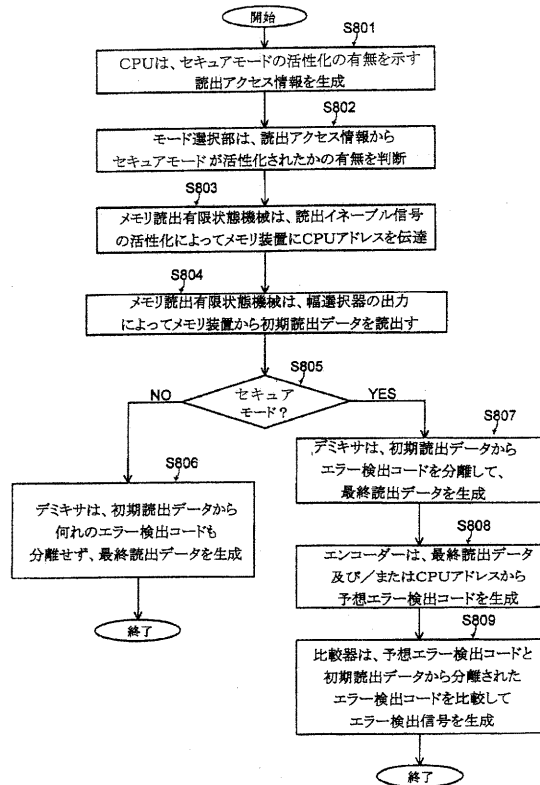 開始
S801
CPUは、セキュアモードの活性化の有無を示す
読出アクセス情報を生成
S802
モード選択部は、読出アクセス情報から
セキュアモードが活性化されたかの有無を判断
S803
メモリ読出有限状態機械は、読出イネーブル信号
の活性化によってメモリ装置にCPUアドレスを伝達
S804
メモリ読出有限状態機械は、幅選択器の出力
によってメモリ装置から初期読出データを読出す
S805
セキュア
モード?
NO
YES
S806
デミキサは、初期読出データから
何れのエラー検出コードも
分離せず、最終読出データを生成
終了
S807
デミキサは、初期読出データから
エラー検出コードを分離して、
最終読出データを生成
S808
エンコーダーは、最終読出データ
及び/またはCPUアドレスから
予想エラー検出コードを生成
S809
比較器は、予想エラー検出コードと
初期読出データから分離された
エラー検出コードを比較して
エラー検出信号を生成
終了